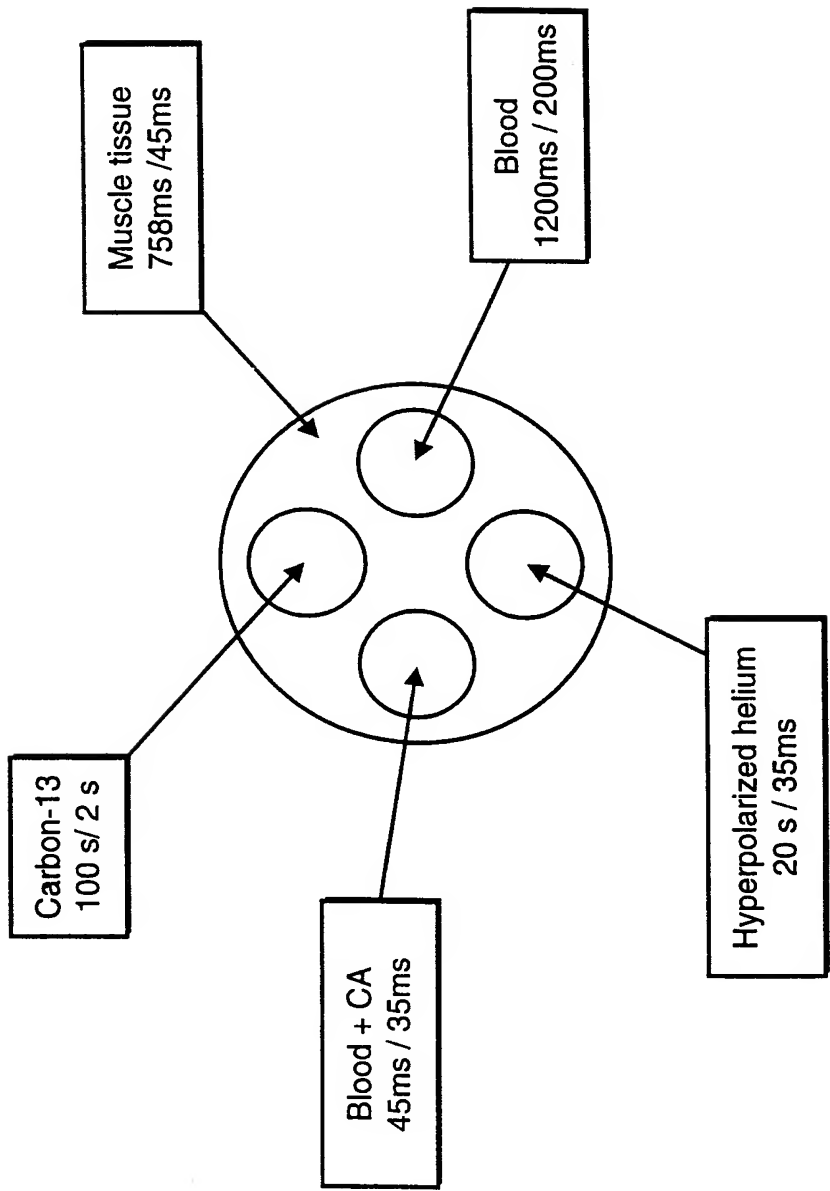 Carbon-13
100 s/ 2 s
Muscle tissue
758ms /45ms
Blood + CA
45ms / 35ms
Blood
1200ms / 200ms
Hyperpolarized helium
20 s / 35ms